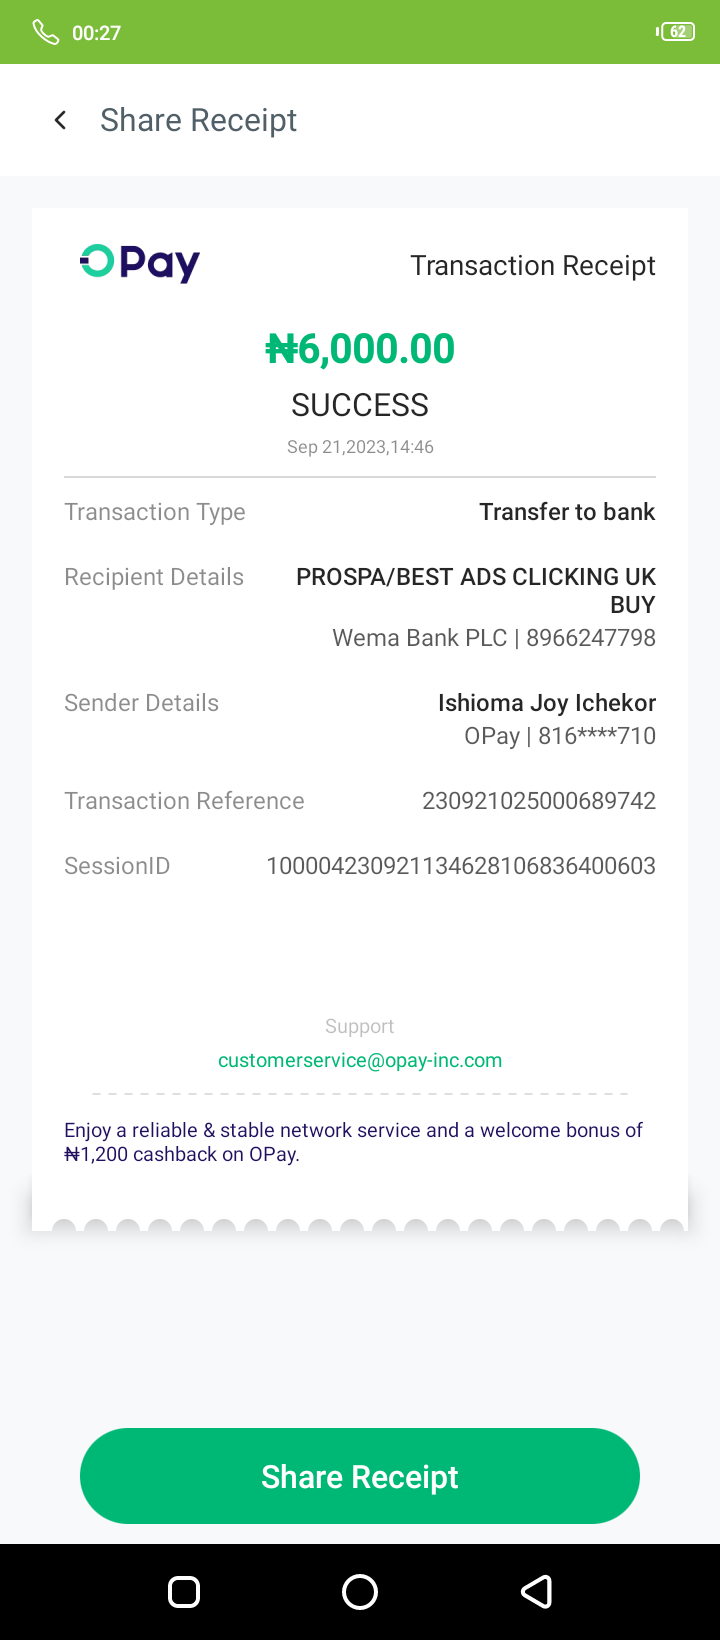 00:27
62
Share Receipt
OPay
Transaction Receipt
₦6,000.00
SUCCESS
Sep 21,2023,14:46
Transaction Type Transfer to bank
Recipient Details PROSPA/BEST ADS CLICKING UK
BUY
Wema Bank PLC | 8966247798
Sender Details Ishioma Joy Ichekor
OPay | 816****710
Transaction Reference 230921025000689742
SessionID 100004230921134628106836400603
Support
customerservice@opay-inc.com
Enjoy a reliable & stable network service and a welcome bonus of
₦1,200 cashback on OPay.
Share Receipt